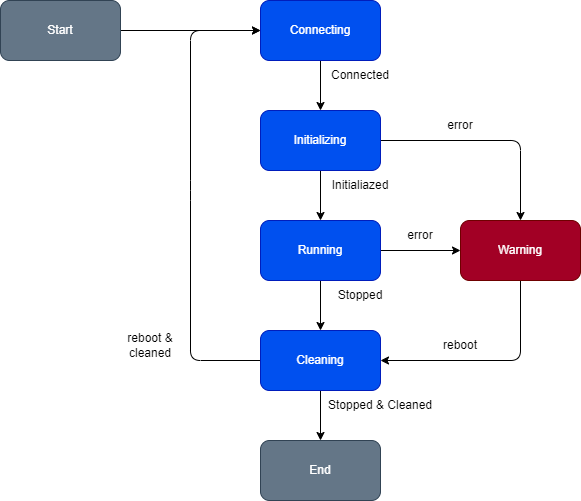 Start
Connecting
Connected
Initializing
error
Initialiazed
Running
error
Warning
Stopped
reboot &
cleaned
Cleaning
reboot
Stopped & Cleaned
End